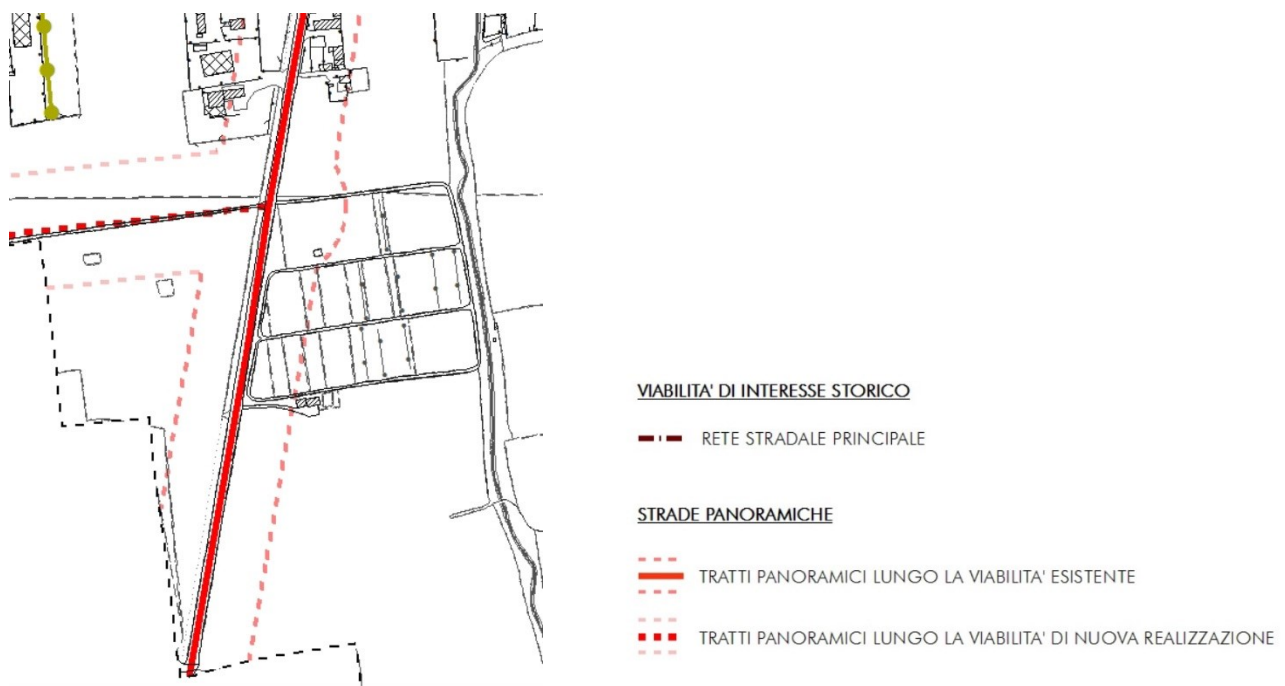 VIABILITA' DI INTERESSE STORICO
RETE STRADALE PRINCIPALE
STRADE PANORAMICHE
TRATTI PANORAMICI LUNGO LA VIABILITA' ESISTENTE
TRATTI PANORAMICI LUNGO LA VIABILITA' DI NUOVA REALIZZAZIONE